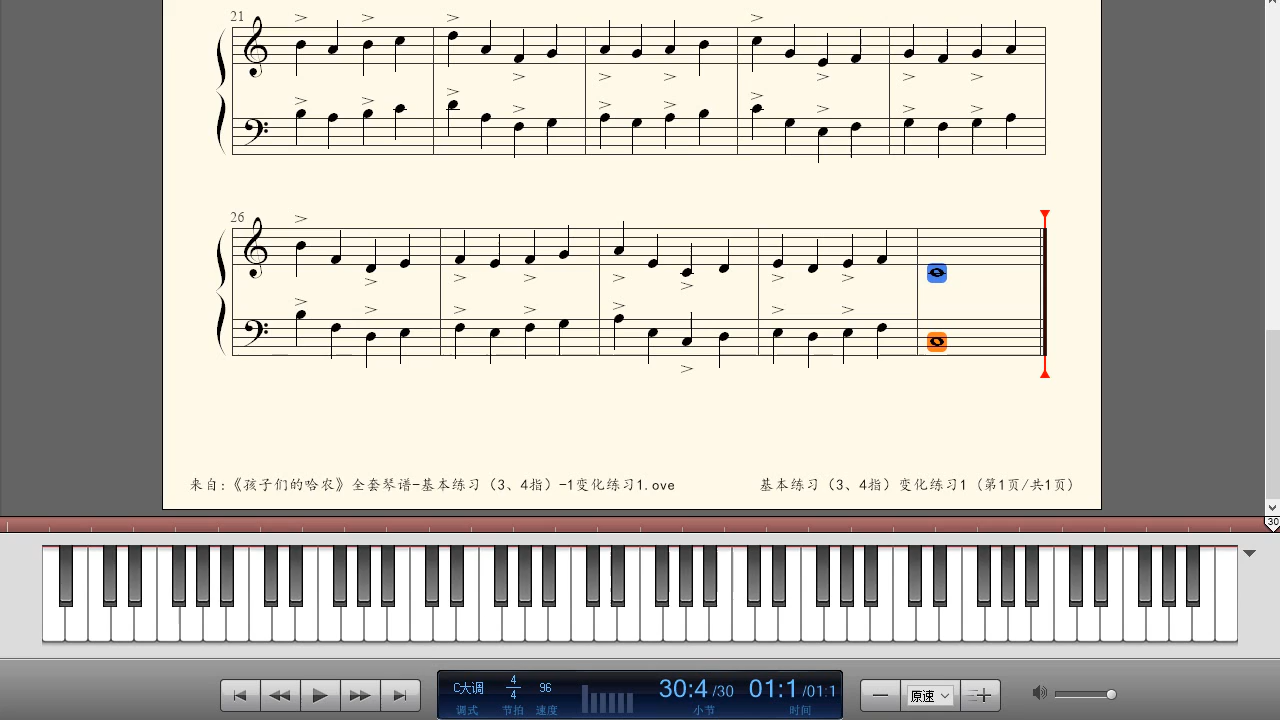 21
26
来自:《孩子们的哈农》全套琴谱-基本练习（3、4指）-1变化练习1.ove
基本练习（3、4指）变化练习1（第1页/共1页）
30
C大调
4
4
96
30:4 /30
01:1 /01:1
原速
调式
节拍
速度
小节
时间